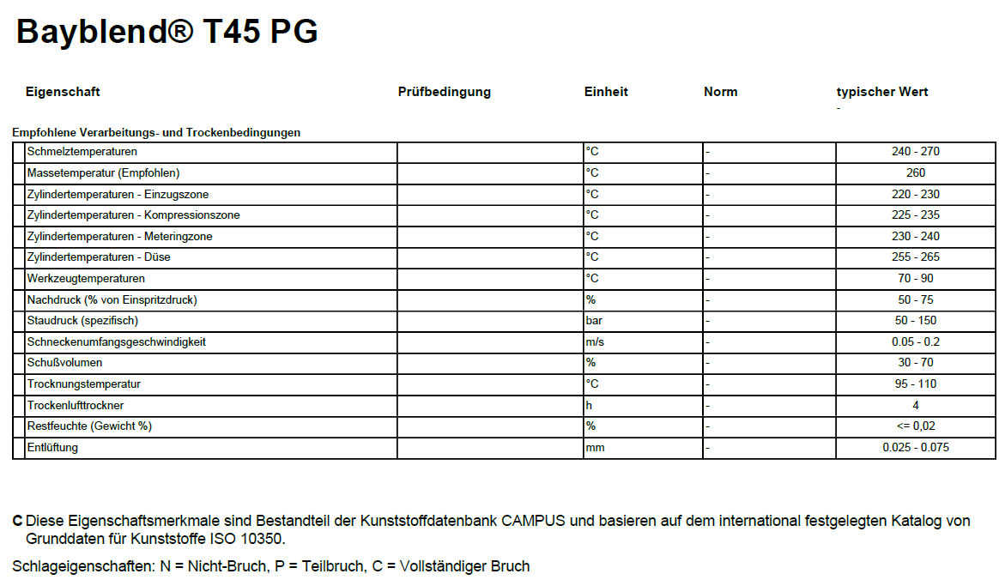 Bayblend® T45 PG
Eigenschaft Prüfbedingung Einheit Norm typischer Wert
-
Empfohlene Verarbeitungs- und Trockenbedingungen
Schmelztemperaturen °C - 240 - 270
Massetemperatur (Empfohlen) °C - 260
Zylindertemperaturen - Einzugszone °C - 220 - 230
Zylindertemperaturen - Kompressionszone °C - 225 - 235
Zylindertemperaturen - Meteringzone °C - 230 - 240
Zylindertemperaturen - Düse °C - 255 - 265
Werkzeugtemperaturen °C - 70 - 90
Nachdruck (% von Einspritzdruck) % - 50 - 75
Staudruck (spezifisch) bar - 50 - 150
Schneckenumfangsgeschwindigkeit m/s - 0.05 - 0.2
Schußvolumen % - 30 - 70
Trocknungstemperatur °C - 95 - 110
Trockenlufttrockner h - 4
Restfeuchte (Gewicht %) % - <= 0,02
Entlüftung mm - 0.025 - 0.075
C Diese Eigenschaftsmerkmale sind Bestandteil der Kunststoffdatenbank CAMPUS und basieren auf dem international festgelegten Katalog von
Grunddaten für Kunststoffe ISO 10350.
Schlageigenschaften: N = Nicht-Bruch, P = Teilbruch, C = Vollständiger Bruch